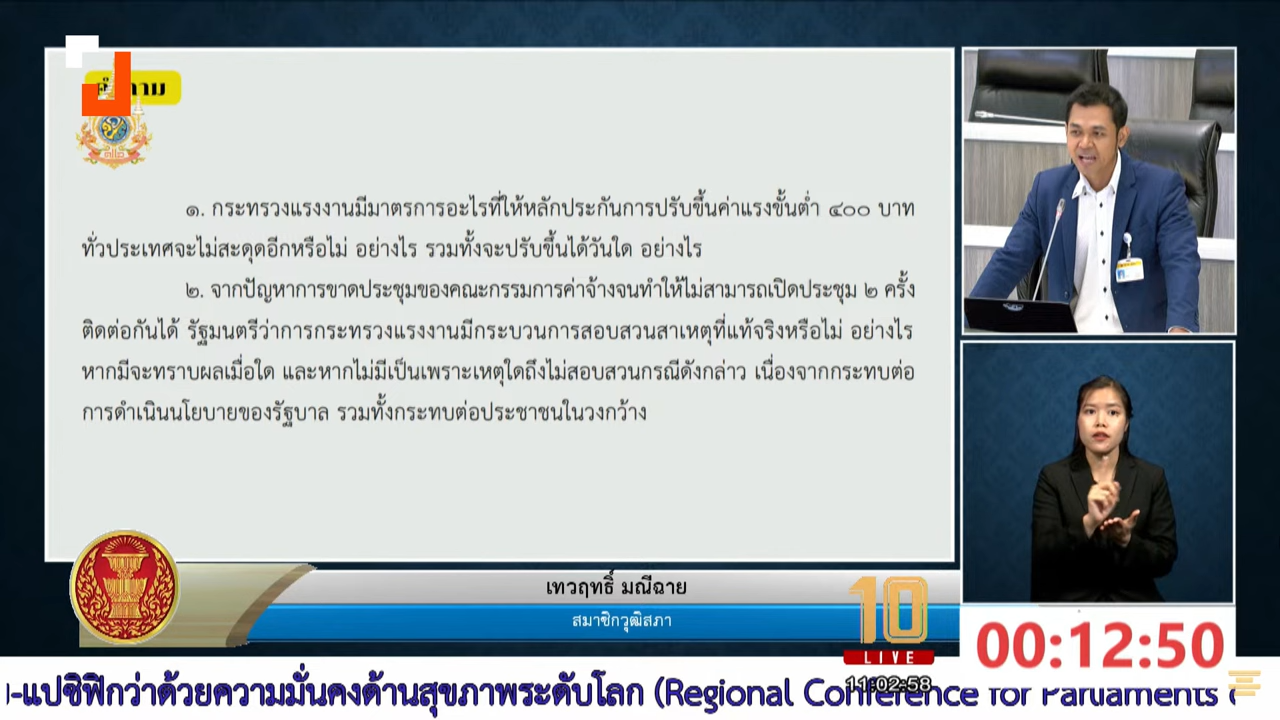 ๑. กระทรวงแรงงานมีมาตรการอะไรที่ให้หลักประกันการปรับขึ้นค่าแรงขั้นต่ำ ๔๐๐ บาท
ทั่วประเทศจะไม่สะดุดอีกหรือไม่ อย่างไร รวมทั้งจะปรับขึ้นได้วันใด อย่างไร
๒. จากปัญหาการขาดประชุมของคณะกรรมการค่าจ้างจนทำให้ไม่สามารถเปิดประชุม ๒ ครั้ง
ติดต่อกันได้ รัฐมนตรีว่าการกระทรวงแรงงานมีกระบวนการสอบสวนสาเหตุที่แท้จริงหรือไม่ อย่างไร
หากมีจะทราบผลเมื่อใด และหากไม่มีเป็นเพราะเหตุใดถึงไม่สอบสวนกรณีดังกล่าว เนื่องจากกระทบต่อ
การดำเนินนโยบายของรัฐบาล รวมทั้งกระทบต่อประชาชนในวงกว้าง
เทวฤทธิ์ มณีฉาย
สมาชิกวุฒิสภา
10
LIVE
00:12:50
11:02:58
-แปซิฟิกว่าด้วยความมั่นคงด้านสุขภาพระดับโลก (Regional Conference for Parliaments